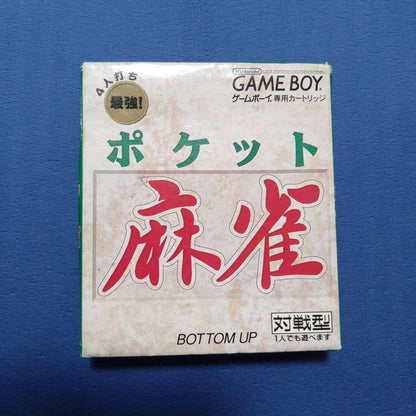 4人打ち
最強!
Nintendo
GAME BOY
ゲームボーイ専用カートリッジ
ポケット
麻雀
BOTTOM UP
対戦型
1人でも遊べます